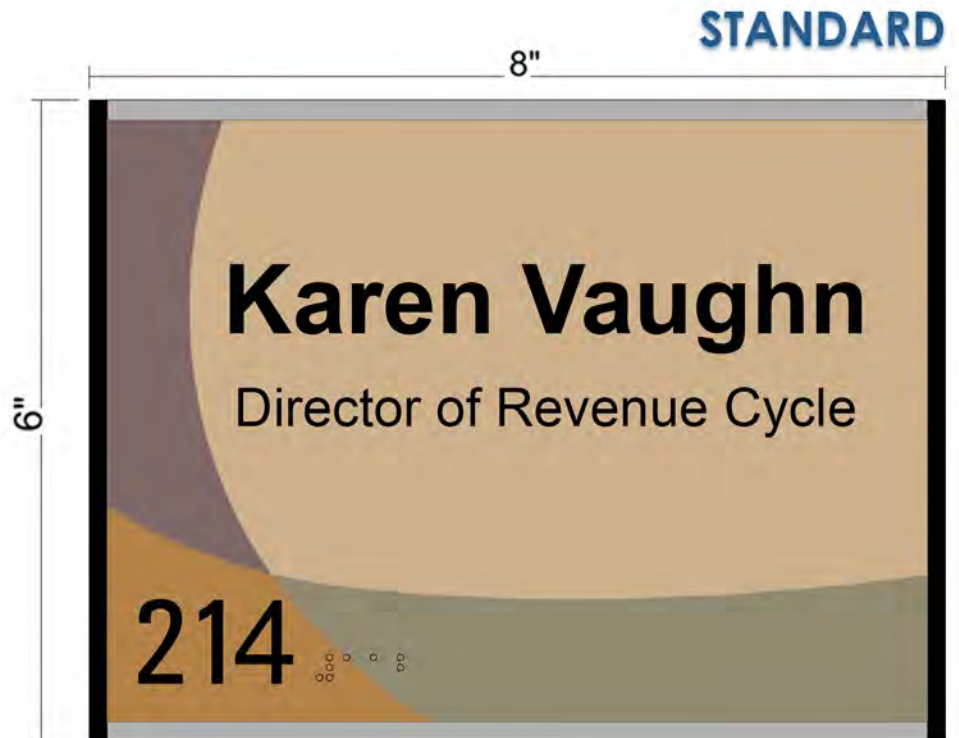 STANDARD
8"
6"
Karen Vaughn
Director of Revenue Cycle
214